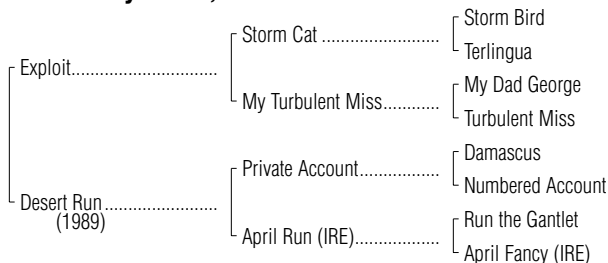 Storm Bird
Storm Cat ..............................
Terlingua
Exploit.....................................
My Dad George
My Turbulent Miss..............
Turbulent Miss
Damascus
Private Account....................
Numbered Account
Desert Run ............................
(1989)
Run the Gantlet
April Run (IRE).....................
April Fancy (IRE)